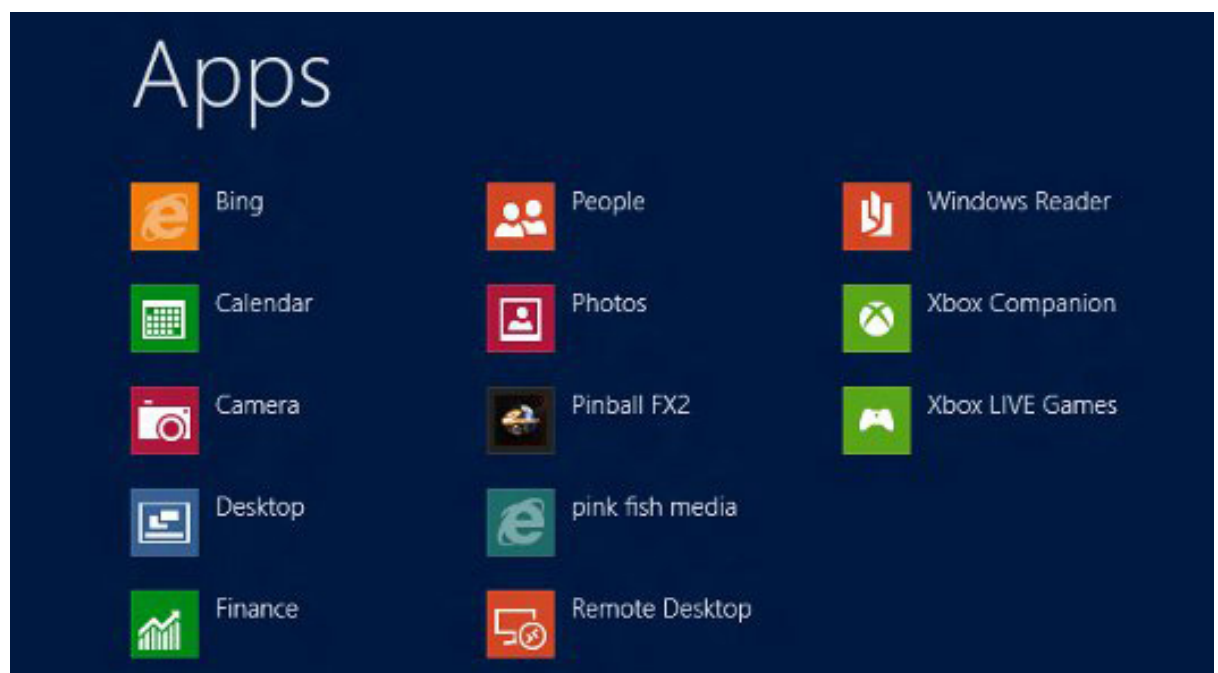 Apps
Bing
Calendar
Camera
Desktop
Finance
People
Photos
Pinball FX2
pink fish media
Remote Desktop
Windows Reader
Xbox Companion
Xbox LIVE Games